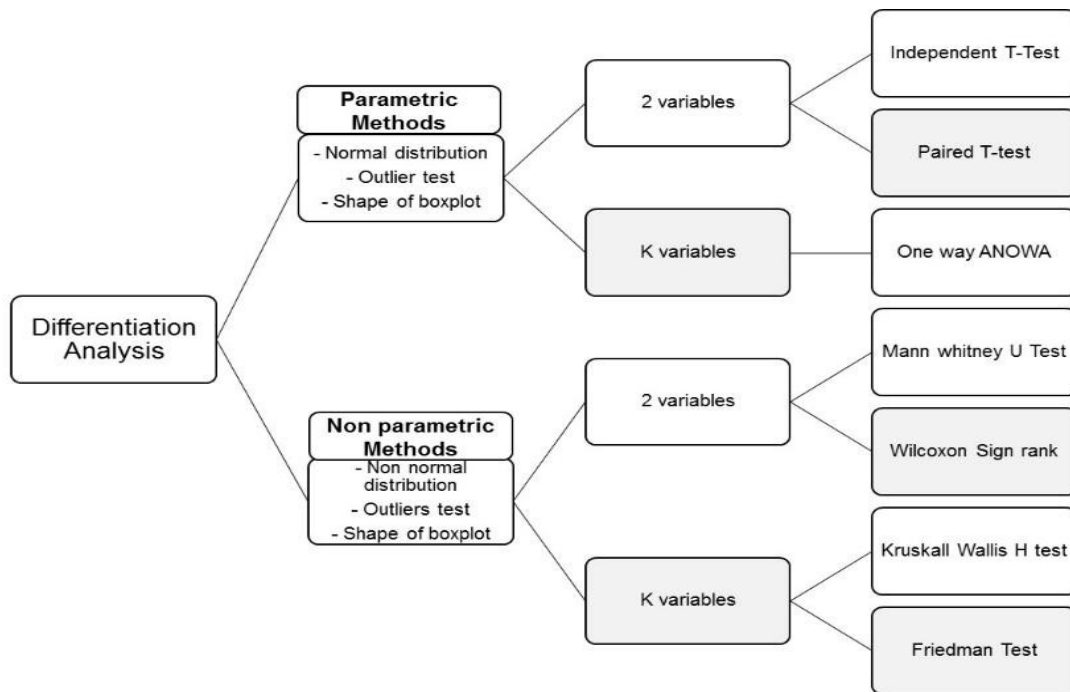 Differentiation
Analysis
Parametric
Methods
- Normal distribution
- Outlier test
- Shape of boxplot
2 variables
Independent T-Test
Paired T-test
K variables
One way ANOWA
Non parametric
Methods
- Non normal
distribution
- Outliers test
- Shape of boxplot
2 variables
Mann whitney U Test
Wilcoxon Sign rank
K variables
Kruskall Wallis H test
Friedman Test